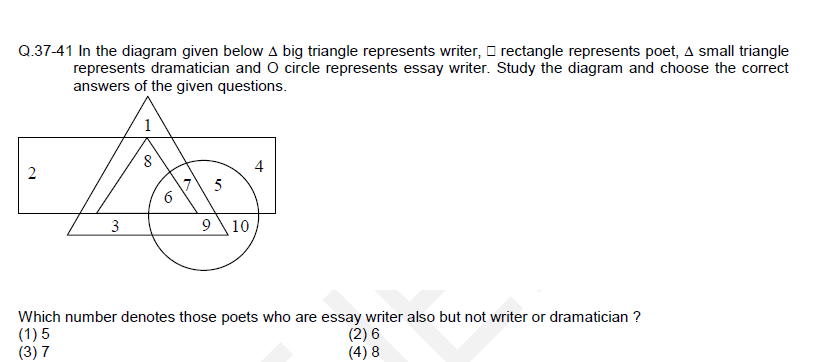 Q.37-41 In the diagram given below Δ big triangle represents writer, □ rectangle represents poet, Δ small triangle
represents dramatician and O circle represents essay writer. Study the diagram and choose the correct
answers of the given questions.
1
8
2
4
7
5
6
3
9
10
Which number denotes those poets who are essay writer also but not writer or dramatician ?
(1) 5 (2) 6
(3) 7 (4) 8